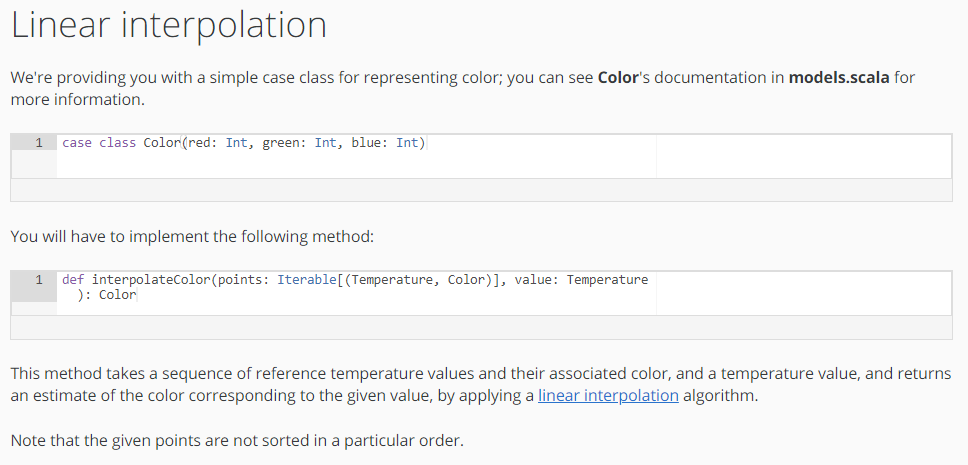 Linear interpolation
We're providing you with a simple case class for representing color; you can see Color's documentation in models.scala for
more information.
1 case class Color(red: Int, green: Int, blue: Int)
You will have to implement the following method:
1 def interpolateColor(points: Iterable[(Temperature, Color)], value: Temperature
): Color
This method takes a sequence of reference temperature values and their associated color, and a temperature value, and returns
an estimate of the color corresponding to the given value, by applying a linear interpolation algorithm.
Note that the given points are not sorted in a particular order.